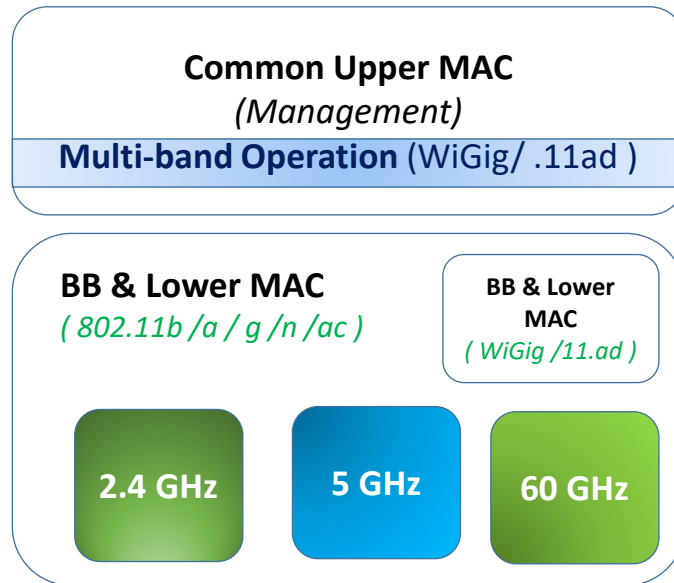 Common Upper MAC
(Management)
Multi-band Operation (WiGig/ .11ad )
BB & Lower MAC
( 802.11b /a / g /n /ac )
BB & Lower
MAC
( WiGig /11.ad )
2.4 GHz
5 GHz
60 GHz